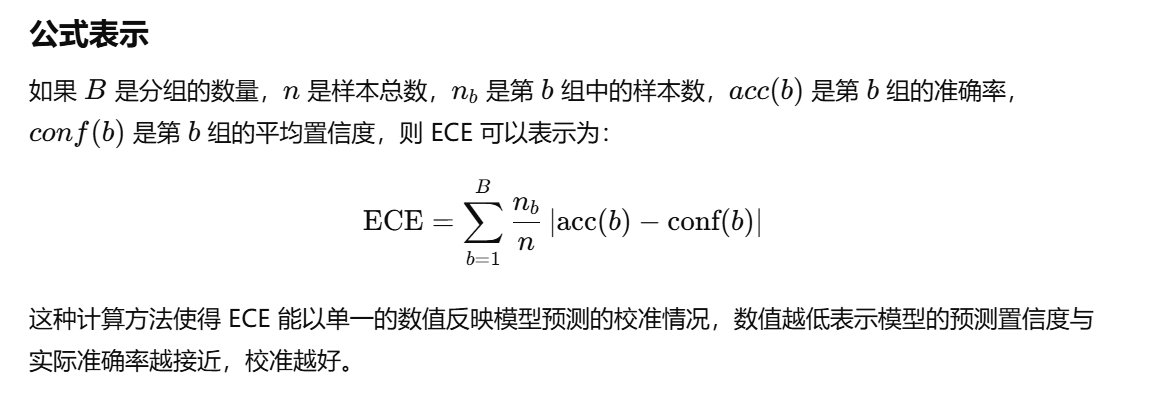 公式表示
如果 B 是分组的数量，n 是样本总数，n_b 是第 b 组中的样本数，acc(b) 是第 b 组的准确率，
conf(b) 是第 b 组的平均置信度，则 ECE 可以表示为：
ECE = \sum_{b=1}^{B} \frac{n_b}{n} |acc(b) − conf(b)|
这种计算方法使得 ECE 能以单一的数值反映模型预测的校准情况，数值越低表示模型的预测置信度与
实际准确率越接近，校准越好。